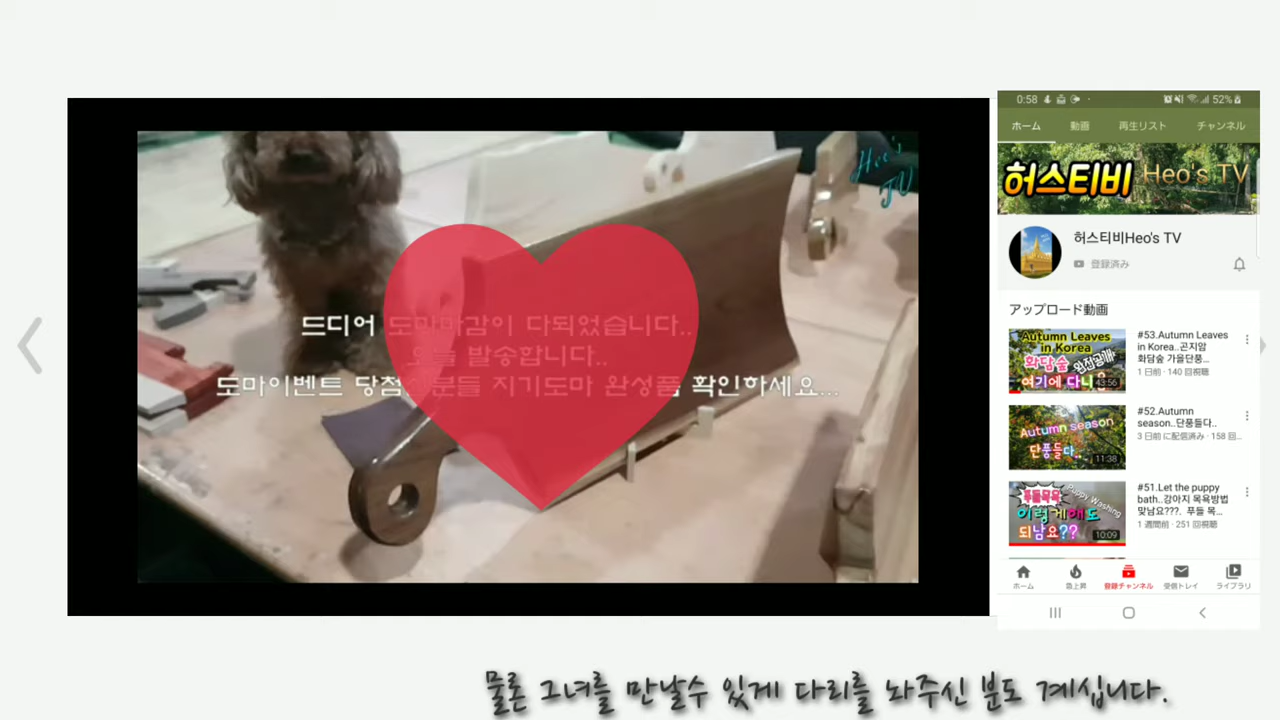 Heo's
TV
드디어 도마마감이 다되었습니다..
오늘 발송합니다..
도마이벤트 당첨되신분들 지기도마 완성품 확인하세요...
0:58
52%
ホーム 動画 再生リスト チャンネル
허스티비 Heo's TV
허스티비Heo's TV
登録済み
アップロード動画
Autumn Leaves
in Korea
화담숲
여기에 다니
43:56
#53.Autumn Leaves
in Korea..곤지암
화담숲 가을단풍...
1 日前 · 140 回視聴
Autumn season
단풍들다..
11:38
#52.Autumn
season..단풍들다..
3 日前 に配信済み · 158 回...
푸들목욕
Puppy Washing
이렇게해도
되남요??
10:09
#51.Let the puppy
bath..강아지 목욕방법
맞남요???. 푸들 목...
1 週間前 · 251 回視聴
ホーム 急上昇 登録チャンネル 受信トレイ ライブラリ
물론 그녀를 만날수 있게 다리를 놔주신 분도 계십니다.